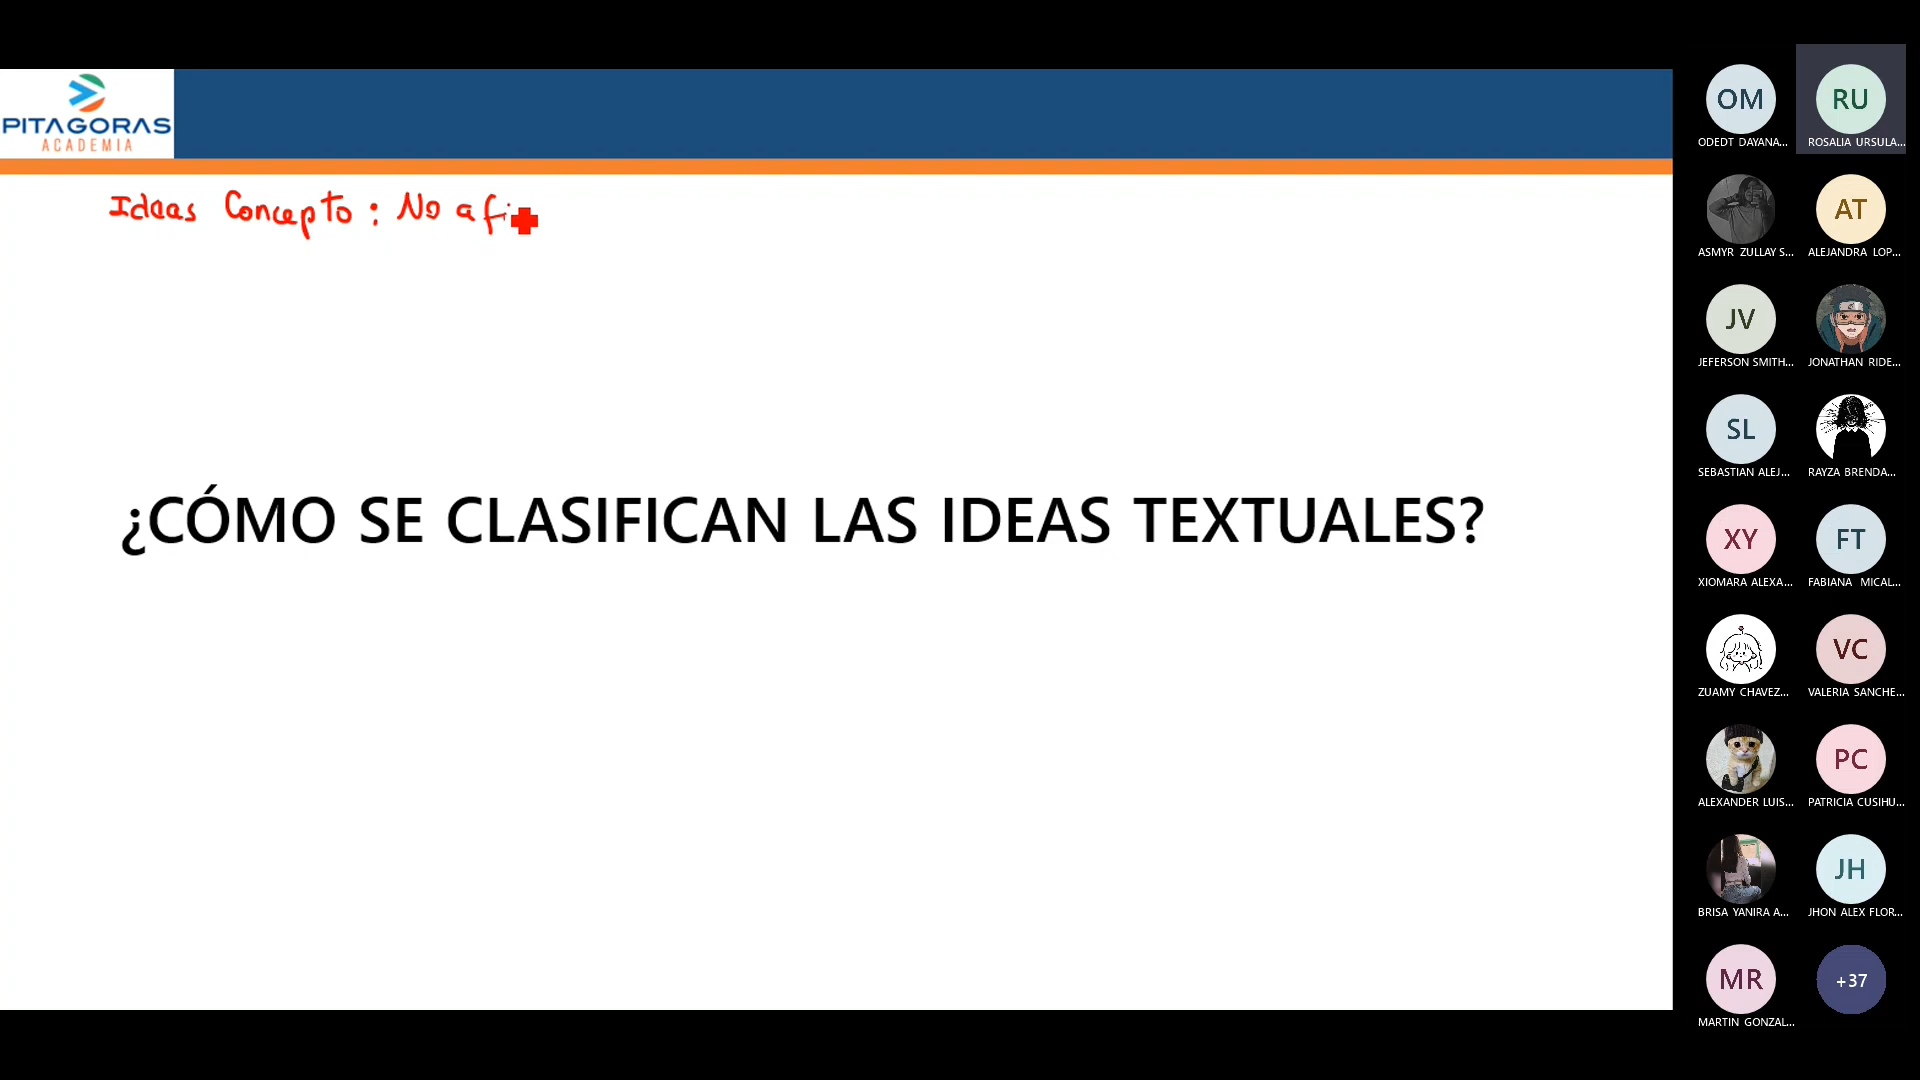 PITAGORAS
ACADEMIA
Ideas Concepto : No afi
¿CÓMO SE CLASIFICAN LAS IDEAS TEXTUALES?
OM
RU
ODEDT DAYANA...
ROSALIA URSULA...
AT
ASMYR ZULLAY S...
ALEJANDRA LOP...
JV
JEFERSON SMITH...
JONATHAN RIDE...
SL
SEBASTIAN ALEJ...
RAYZA BRENDA...
XY
FT
XIOMARA ALEXA...
FABIANA MICAL...
VC
ZUAMY CHAVEZ...
VALERIA SANCHE...
PC
ALEXANDER LUIS...
PATRICIA CUSIHU...
JH
BRISA YANIRA A...
JHON ALEX FLOR...
MR
+37
MARTIN GONZAL...